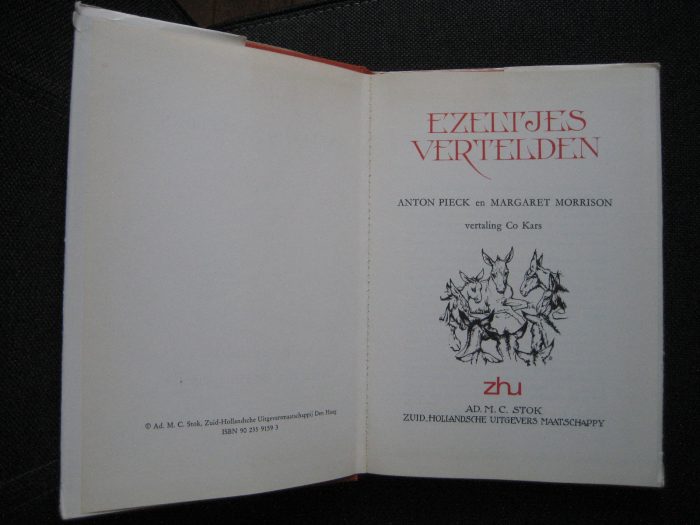 © Ad. M. C. Stok, Zuid-Hollandsche Uitgeversmaatschappij Den Haag
ISBN 90 235 9159 3
EZELTJES
VERTELDEN
ANTON PIECK en MARGARET MORRISON
vertaling Co Kars
zhu
AD. M. C. STOK
ZUID-HOLLANDSCHE UITGEVERS MAATSCHAPPY